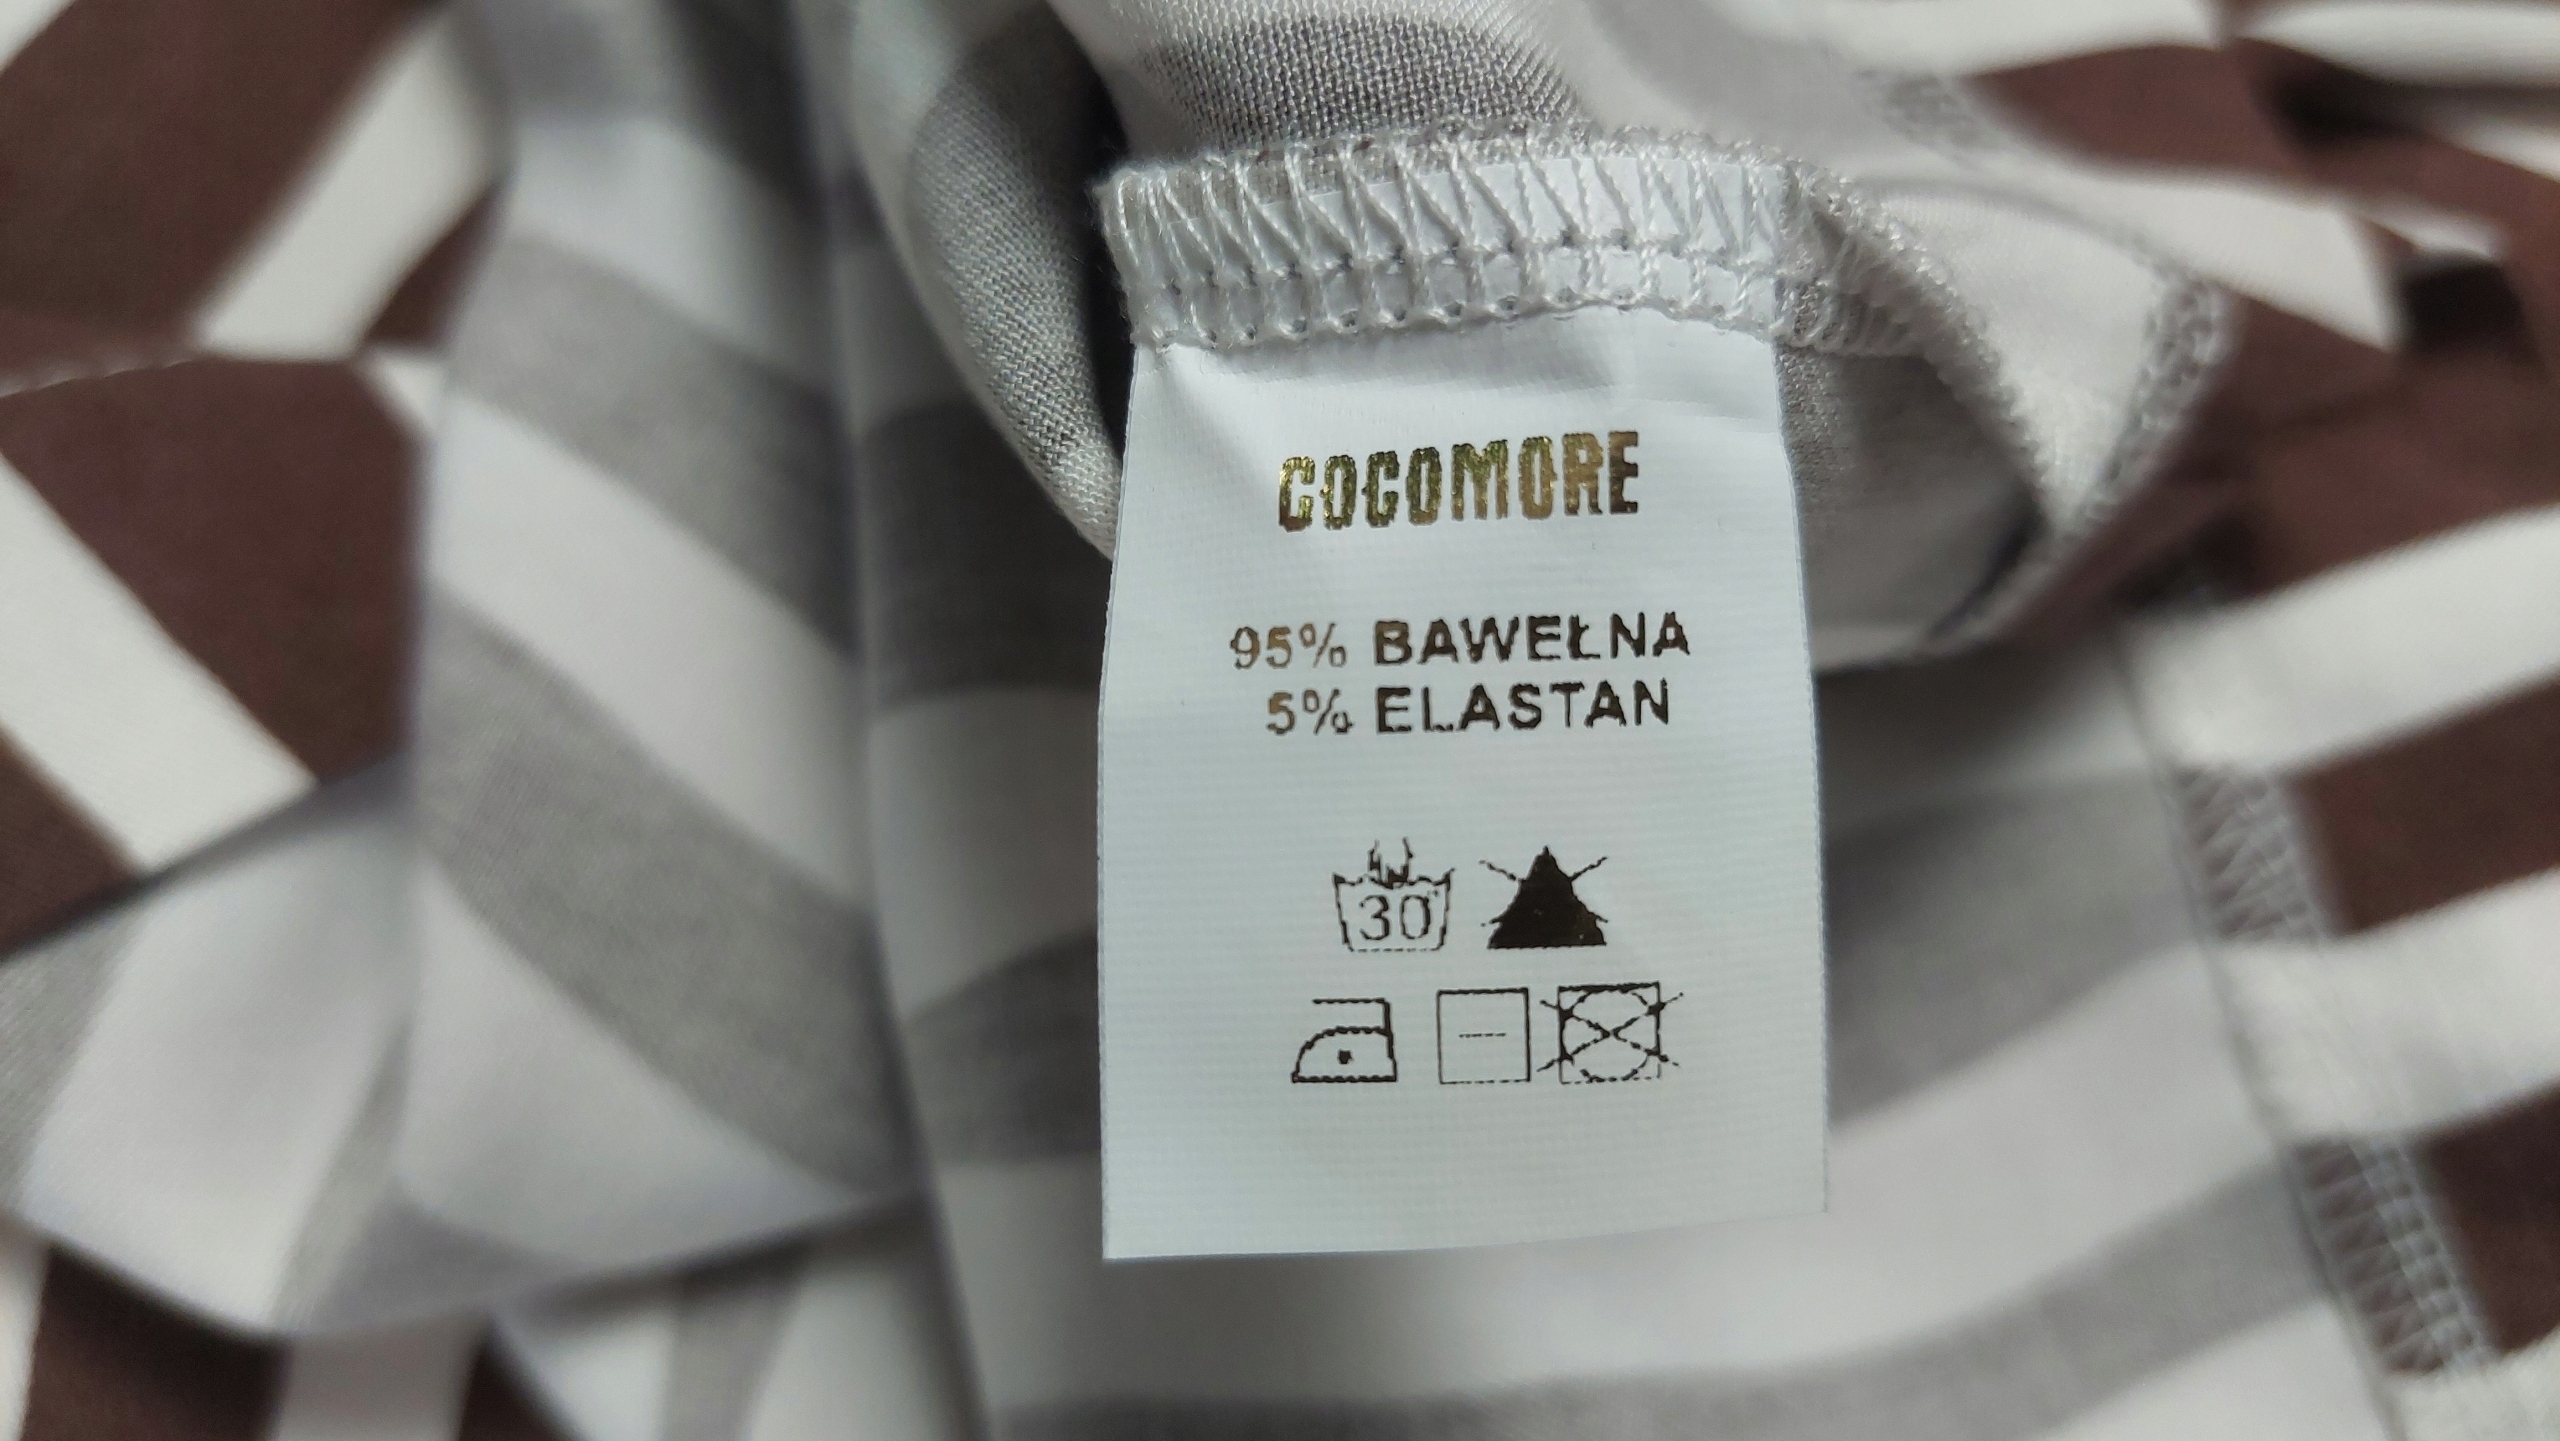 COCOMORE
95% BAWEŁNA
5% ELASTAN
30°